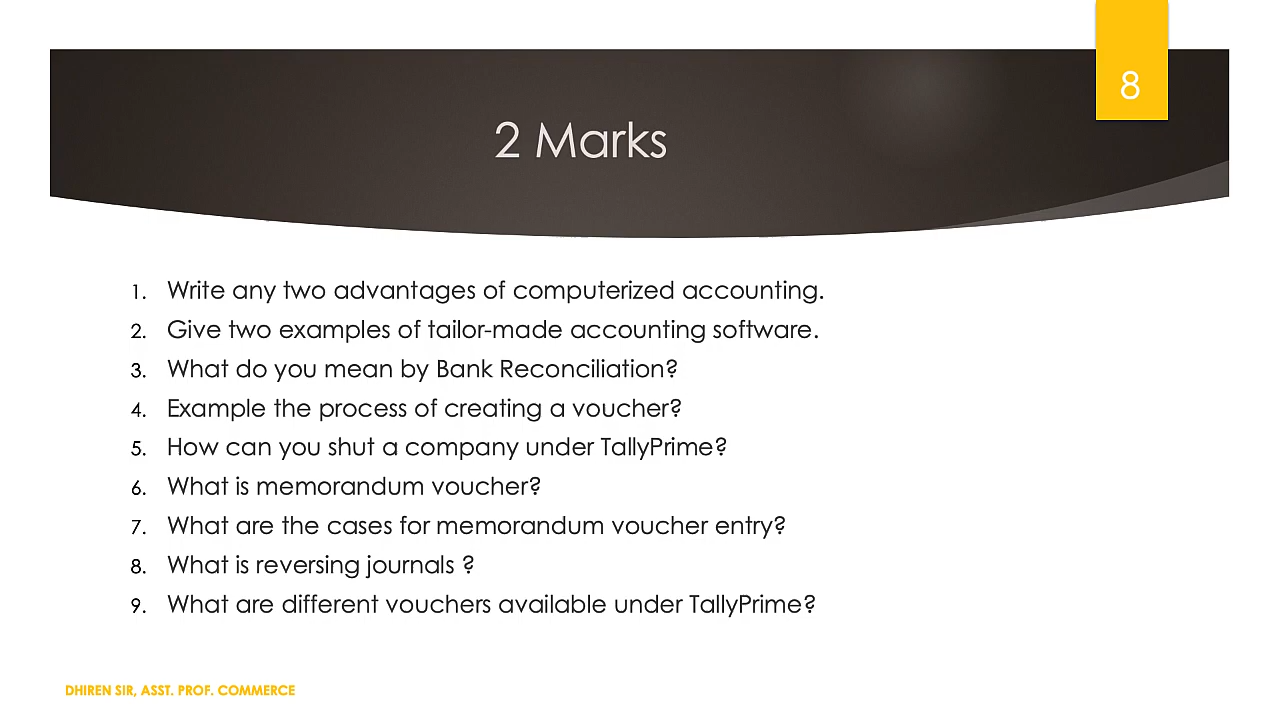 8
2 Marks
1. Write any two advantages of computerized accounting.
2. Give two examples of tailor-made accounting software.
3. What do you mean by Bank Reconciliation?
4. Example the process of creating a voucher?
5. How can you shut a company under TallyPrime?
6. What is memorandum voucher?
7. What are the cases for memorandum voucher entry?
8. What is reversing journals ?
9. What are different vouchers available under TallyPrime?
DHIREN SIR, ASST. PROF. COMMERCE